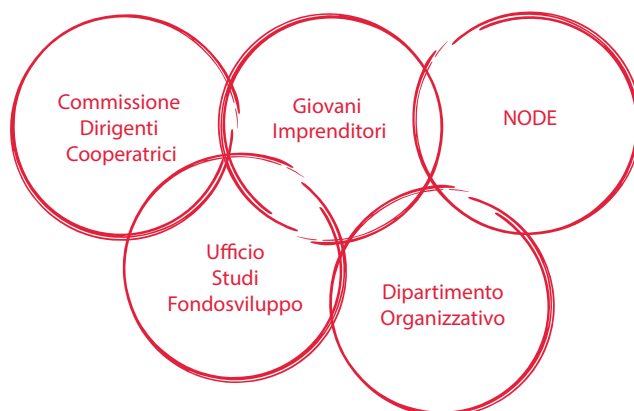 Commissione
Dirigenti
Cooperatrici
Giovani
Imprenditori
NODE
Ufficio
Studi
Fondosviluppo
Dipartimento
Organizzativo